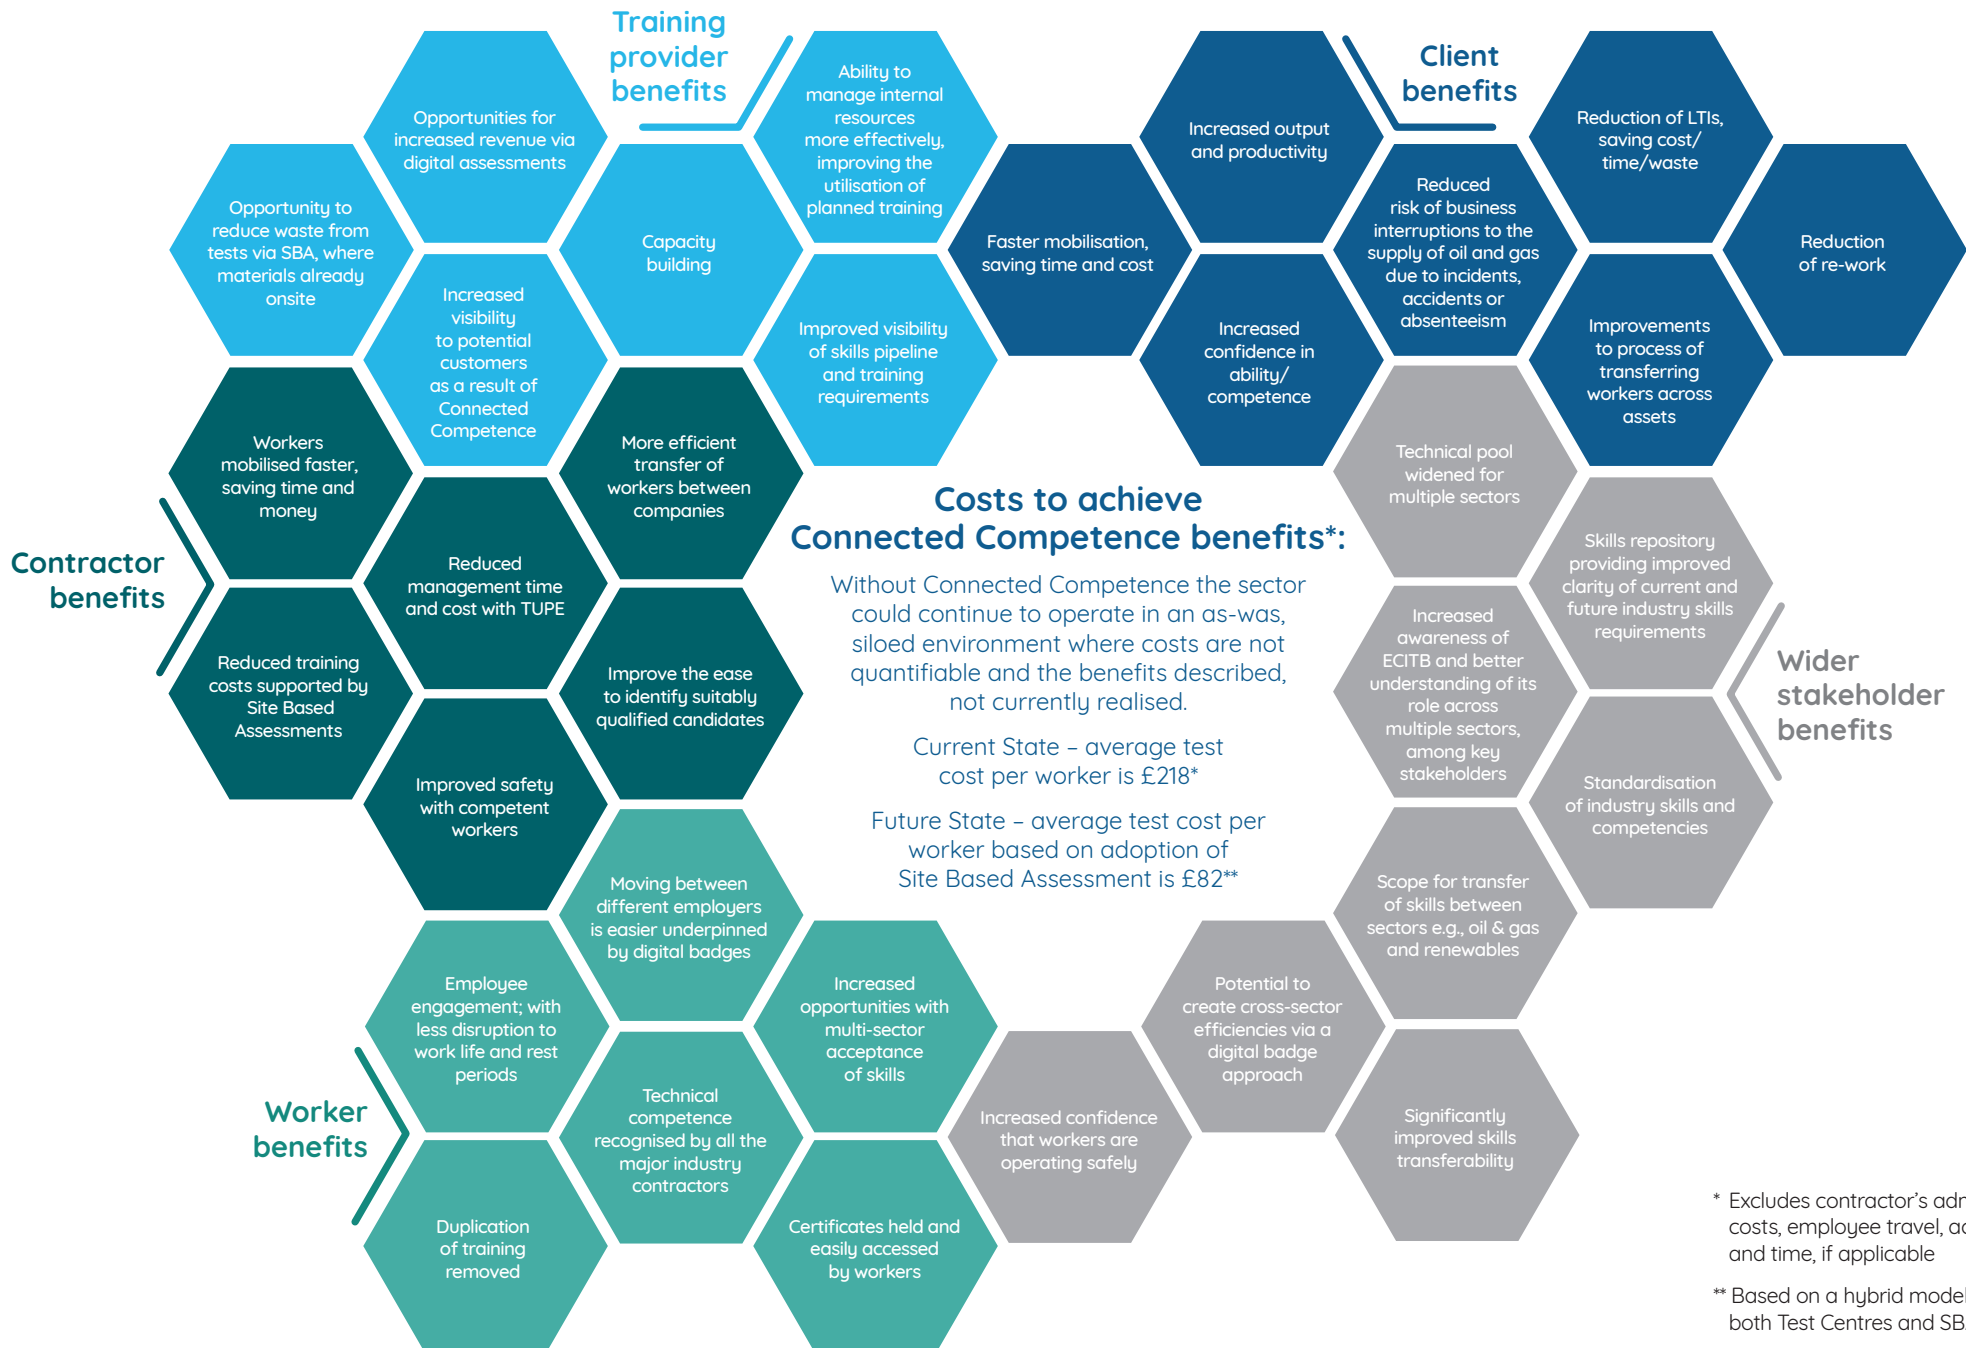 Training
provider
benefits
Opportunities for
increased revenue via
digital assessments
Ability to
manage internal
resources
more effectively,
improving the
utilisation of
planned training
Opportunity to
reduce waste from
tests via SBA, where
materials already
onsite
Capacity
building
Increased
visibility
to potential
customers
as a result of
Connected
Competence
Improved visibility
of skills pipeline
and training
requirements
Client
benefits
Increased output
and productivity
Reduction of LTIs,
saving cost/
time/waste
Faster mobilisation,
saving time and cost
Reduced
risk of business
interruptions to the
supply of oil and gas
due to incidents,
accidents or
absenteeism
Reduction
of re-work
Increased
confidence in
ability/
competence
Improvements
to process of
transferring
workers across
assets
Contractor
benefits
Workers
mobilised faster,
saving time and
money
More efficient
transfer of
workers between
companies
Reduced
management time
and cost with TUPE
Reduced training
costs supported by
Site Based
Assessments
Improve the ease
to identify suitably
qualified candidates
Improved safety
with competent
workers
Costs to achieve
Connected Competence benefits*:
Without Connected Competence the sector
could continue to operate in an as-was,
siloed environment where costs are not
quantifiable and the benefits described,
not currently realised.
Current State – average test
cost per worker is £218*
Future State – average test cost per
worker based on adoption of
Site Based Assessment is £82**
Wider
stakeholder
benefits
Technical pool
widened for
multiple sectors
Skills repository
providing improved
clarity of current and
future industry skills
requirements
Increased
awareness of
ECITB and better
understanding of its
role across
multiple sectors,
among key
stakeholders
Standardisation
of industry skills and
competencies
Scope for transfer
of skills between
sectors e.g., oil & gas
and renewables
Potential to
create cross-sector
efficiencies via a
digital badge
approach
Increased confidence
that workers are
operating safely
Significantly
improved skills
transferability
Worker
benefits
Moving between
different employers
is easier underpinned
by digital badges
Employee
engagement; with
less disruption to
work life and rest
periods
Increased
opportunities with
multi-sector
acceptance
of skills
Technical
competence
recognised by all the
major industry
contractors
Duplication
of training
removed
Certificates held and
easily accessed
by workers
* Excludes contractor's
costs, employee travel,
and time, if applicable
** Based on a hybrid model
both Test Centres and